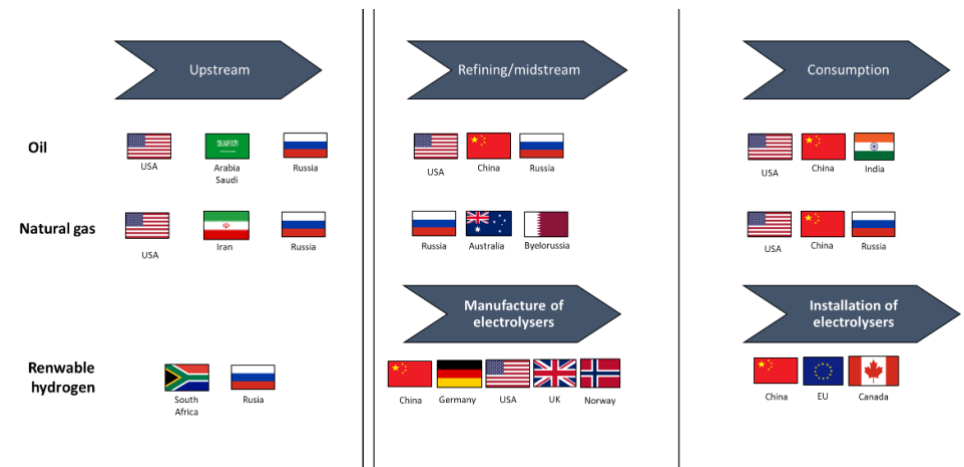 Upstream
Refining/midstream
Consumption
Oil
USA
Arabia
Saudi
Russia
USA
China
Russia
USA
China
India
Natural gas
USA
Iran
Russia
Russia
Australia
Byelorussia
USA
China
Russia
Manufacture of
electrolysers
Installation of
electrolysers
Renwable
hydrogen
South
Africa
Rusia
China
Germany
USA
UK
Norway
China
EU
Canada